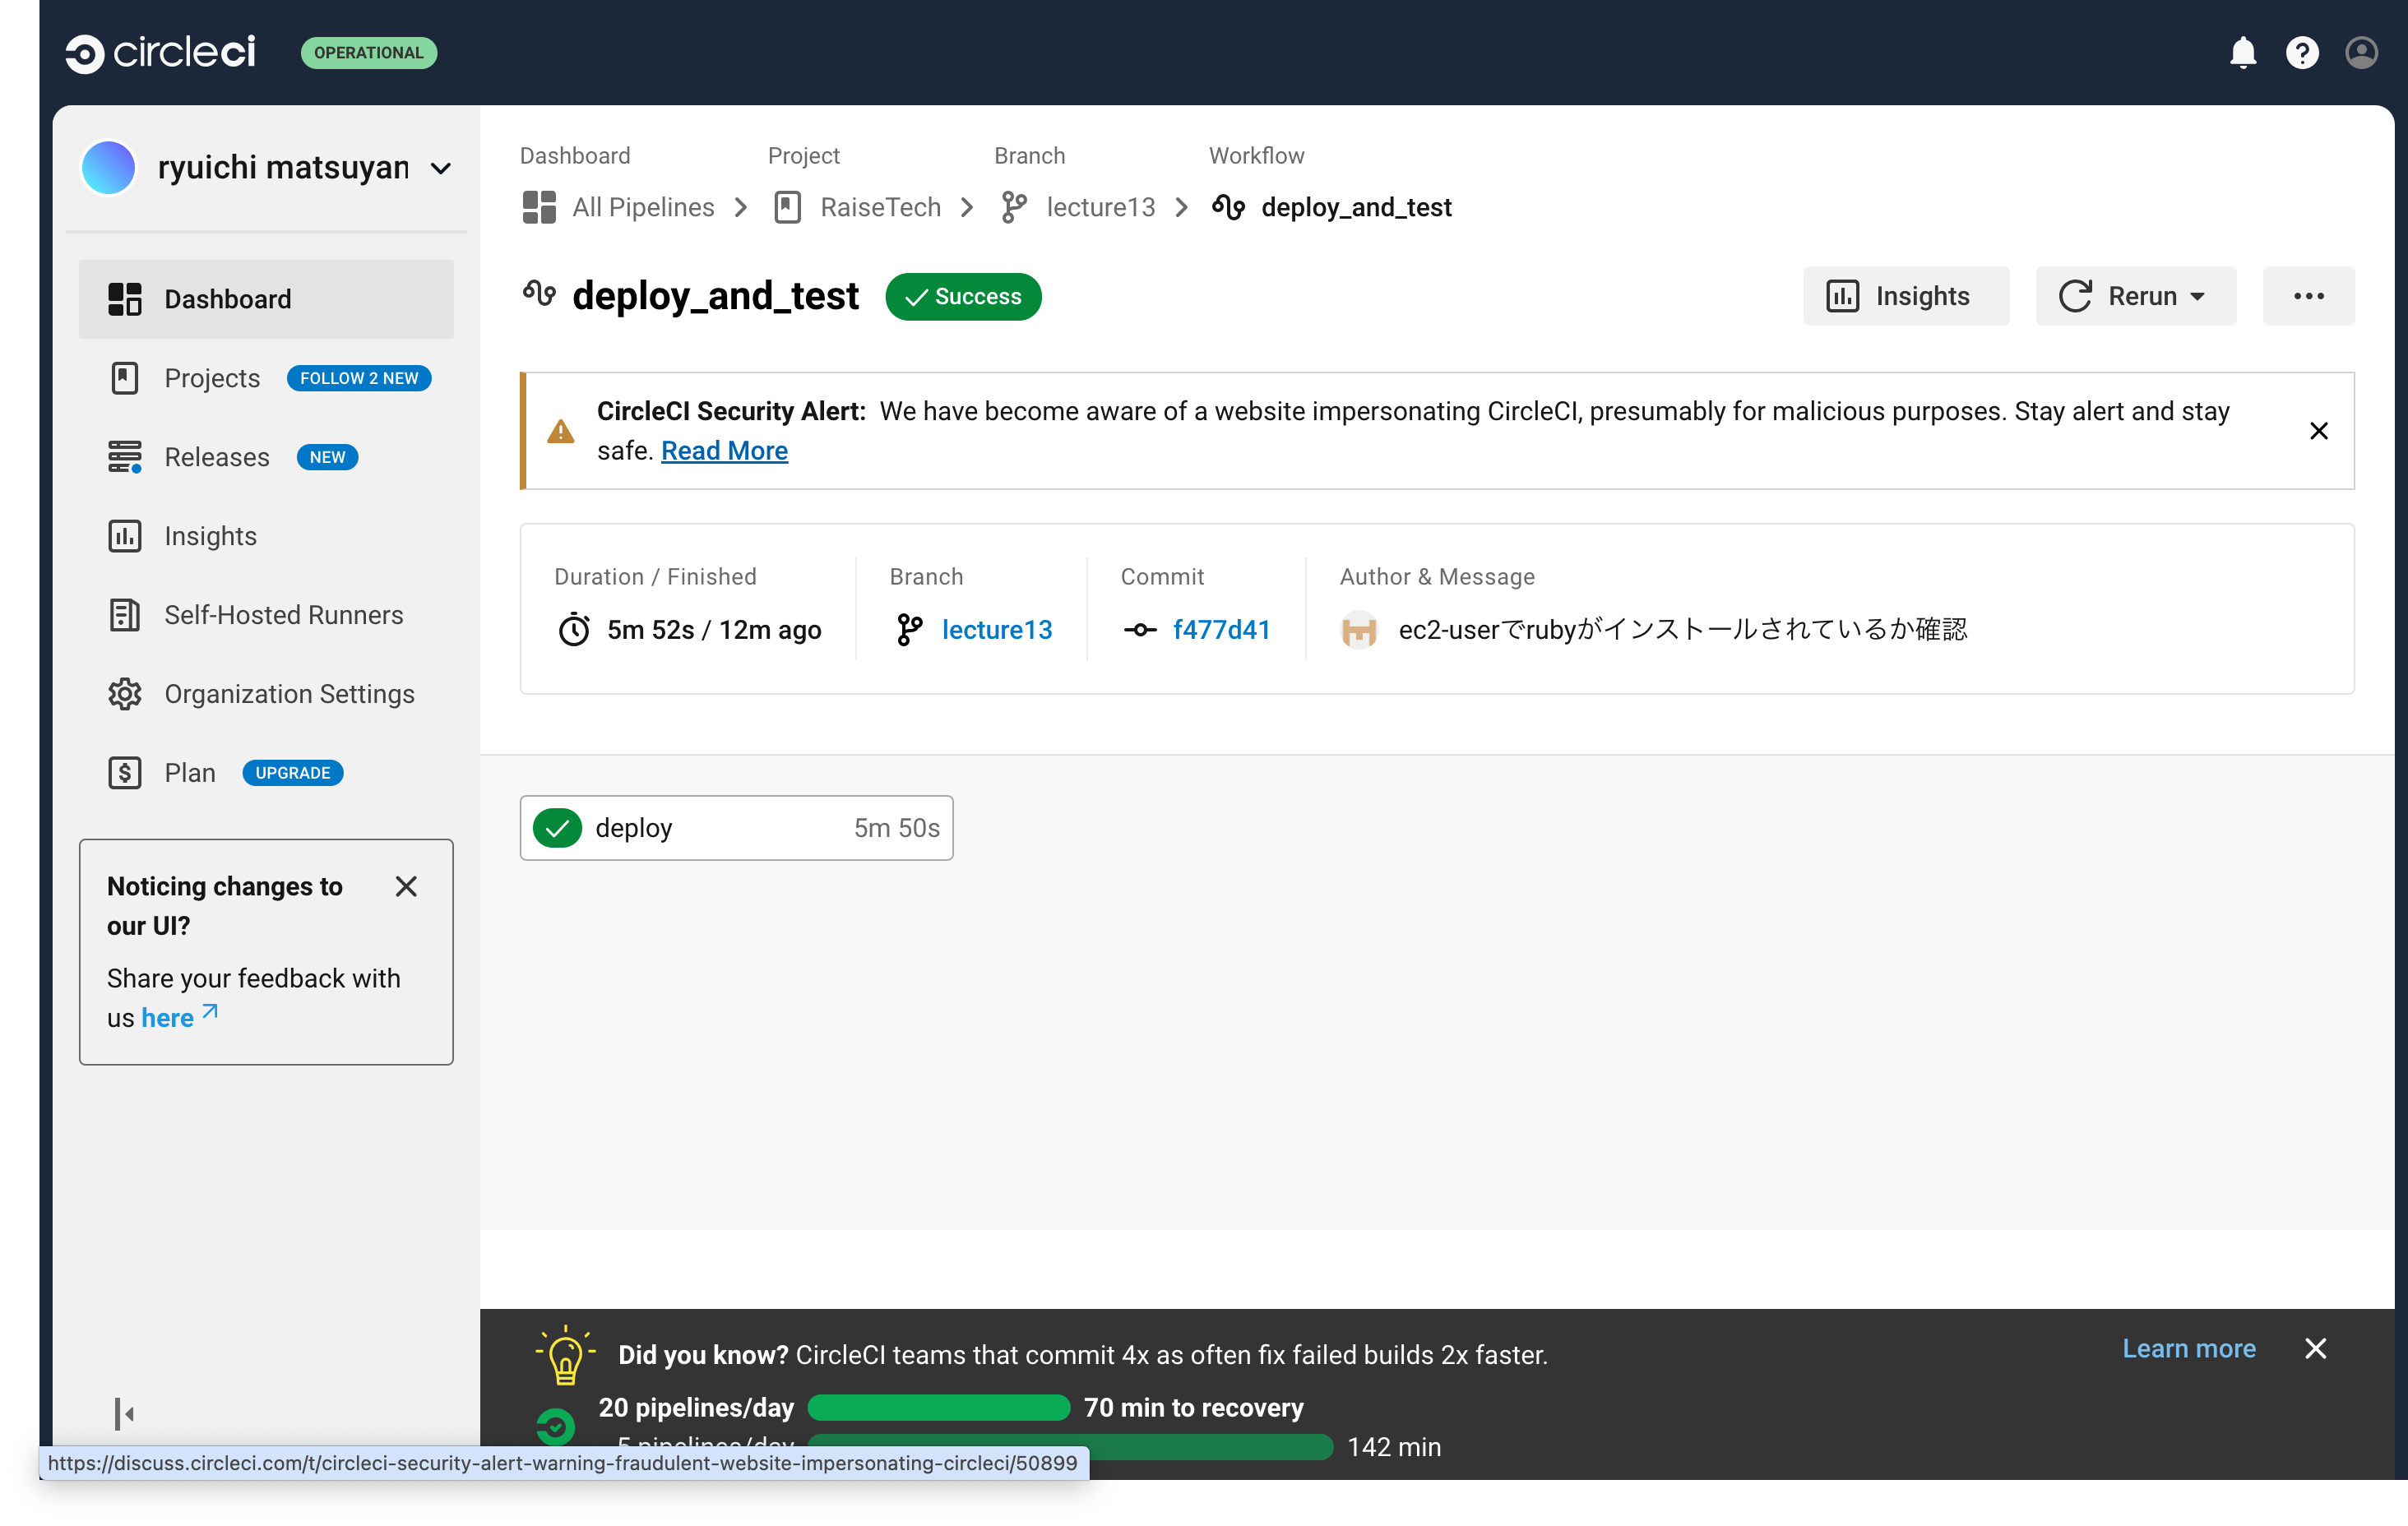 circleci OPERATIONAL
ryuichi matsuyan
Dashboard
Projects FOLLOW 2 NEW
Releases NEW
Insights
Self-Hosted Runners
Organization Settings
Plan UPGRADE
Noticing changes to
our UI?
Share your feedback with
us here
Dashboard Project Branch Workflow
All Pipelines RaiseTech lecture13 deploy_and_test
deploy_and_test Success Insights Rerun
CircleCI Security Alert: We have become aware of a website impersonating CircleCI, presumably for malicious purposes. Stay alert and stay
safe. Read More
Duration / Finished Branch Commit Author & Message
5m 52s / 12m ago lecture13 f477d41 ec2-userでrubyがインストールされているか確認
deploy 5m 50s
Did you know? CircleCI teams that commit 4x as often fix failed builds 2x faster. Learn more
20 pipelines/day 70 min to recovery
5 pipelines/day 142 min
https://discuss.circleci.com/t/circleci-security-alert-warning-fraudulent-website-impersonating-circleci/50899